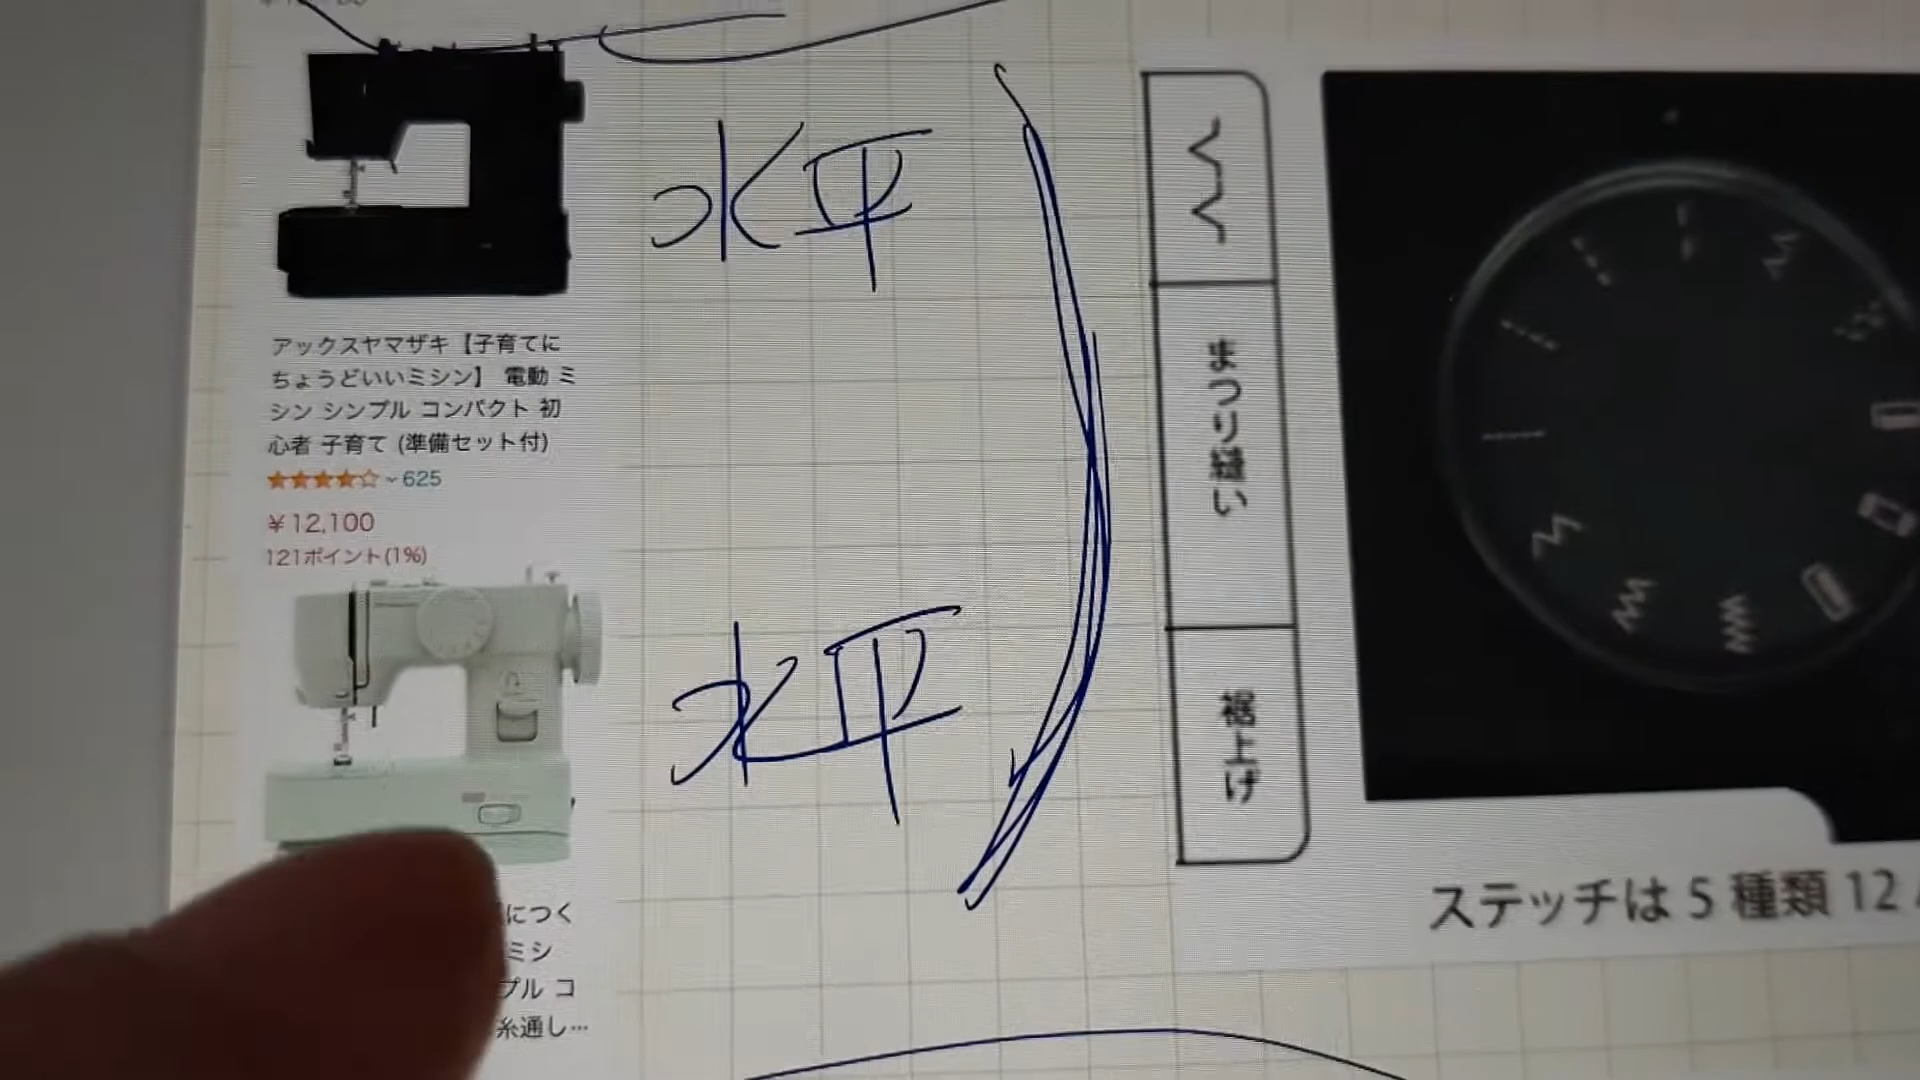 アックスヤマザキ【子育てに
ちょうどいいミシン】 電動 ミ
シン シンプル コンパクト 初
心者 子育て (準備セット付)
★★★★☆ ~ 625
¥12,100
121ポイント(1%)
につく
ミシ
プル コ
糸通し…
水平
水平
まつり縫い
裾上げ
ステッチは 5 種類 12